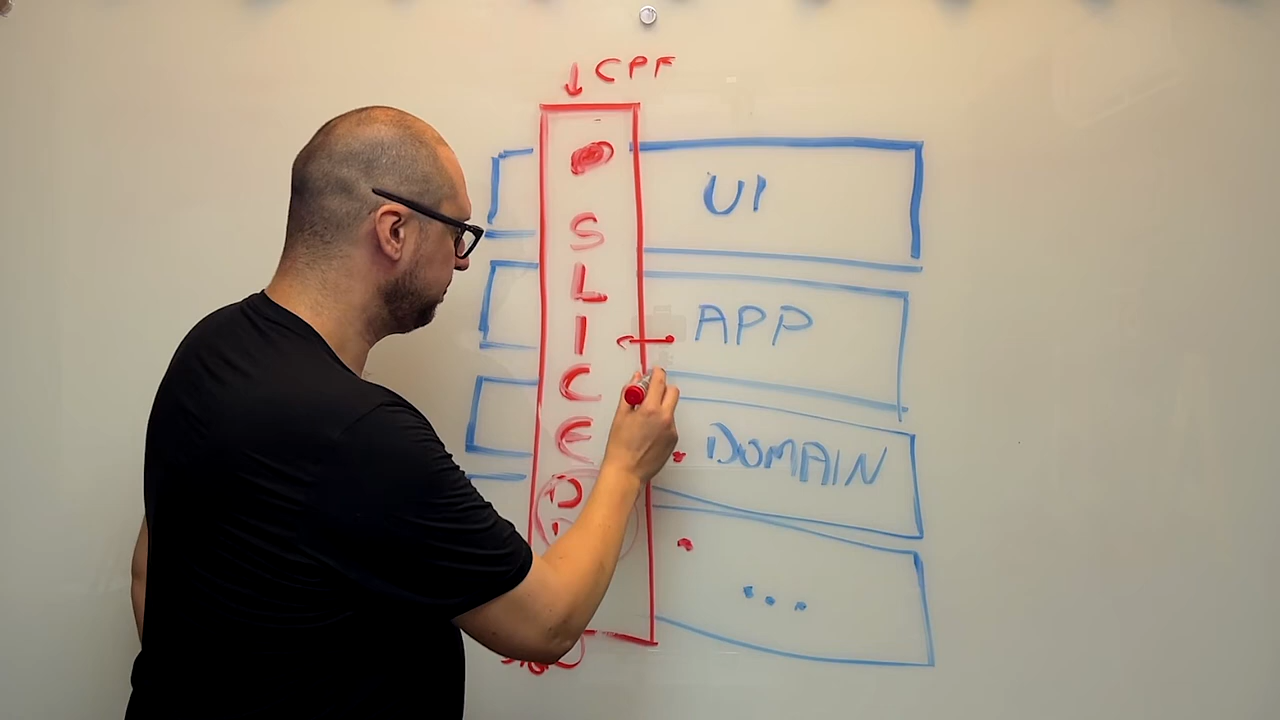 ↓ CPF
UI
SLICE
APP
DOMAIN
...